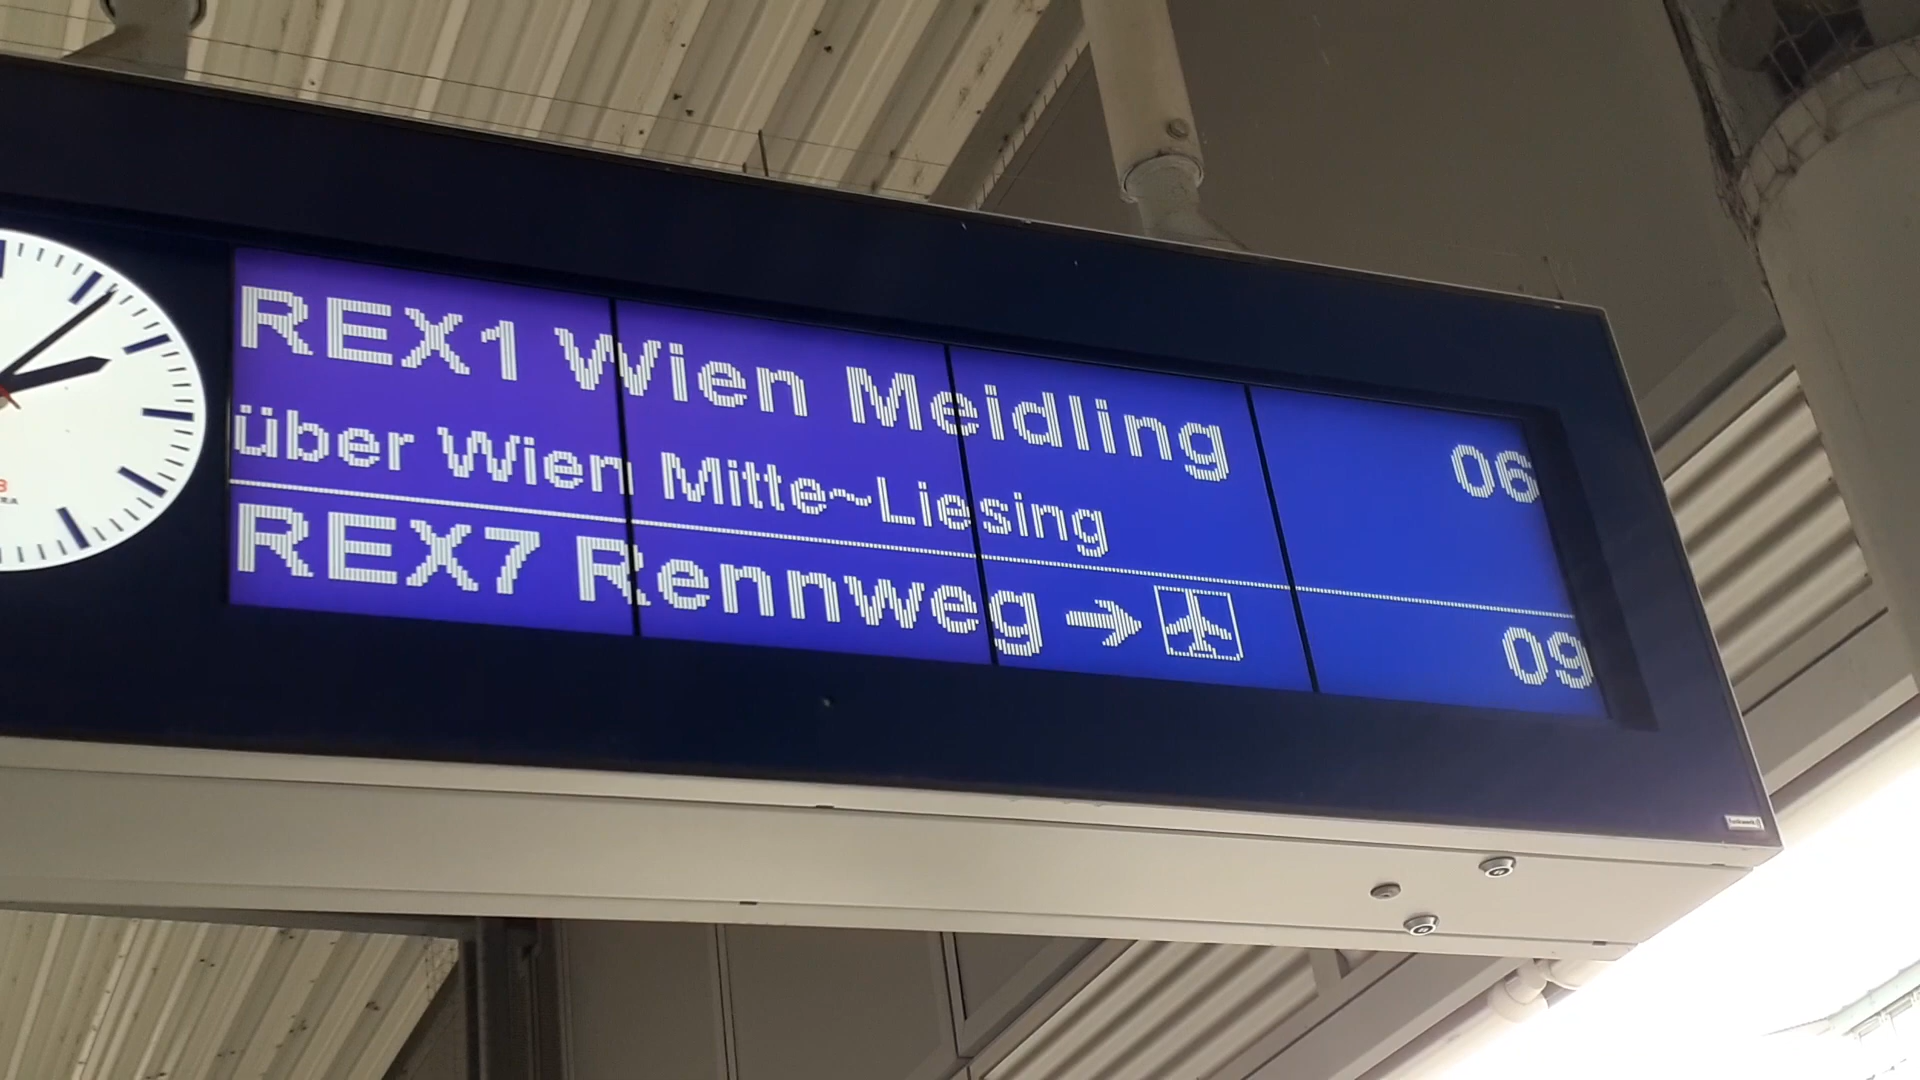 REX1 Wien Meidling 06
über Wien Mitte~Liesing
REX7 Rennweg → 09